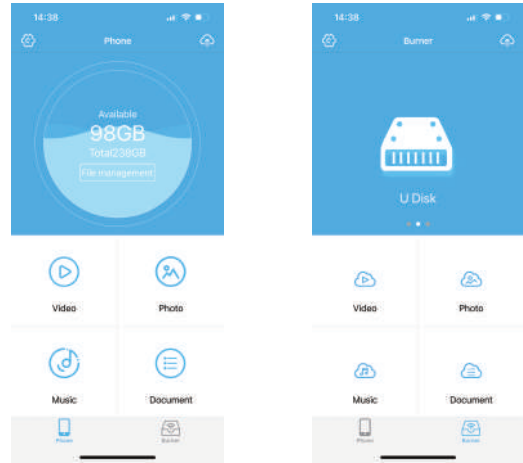 14:38
Phone
Available
98GB
Total238GB
File management
Video
Photo
Music
Document
Phone
Burner
14:38
Burner
U Disk
Video
Photo
Music
Document
Phone
Burner